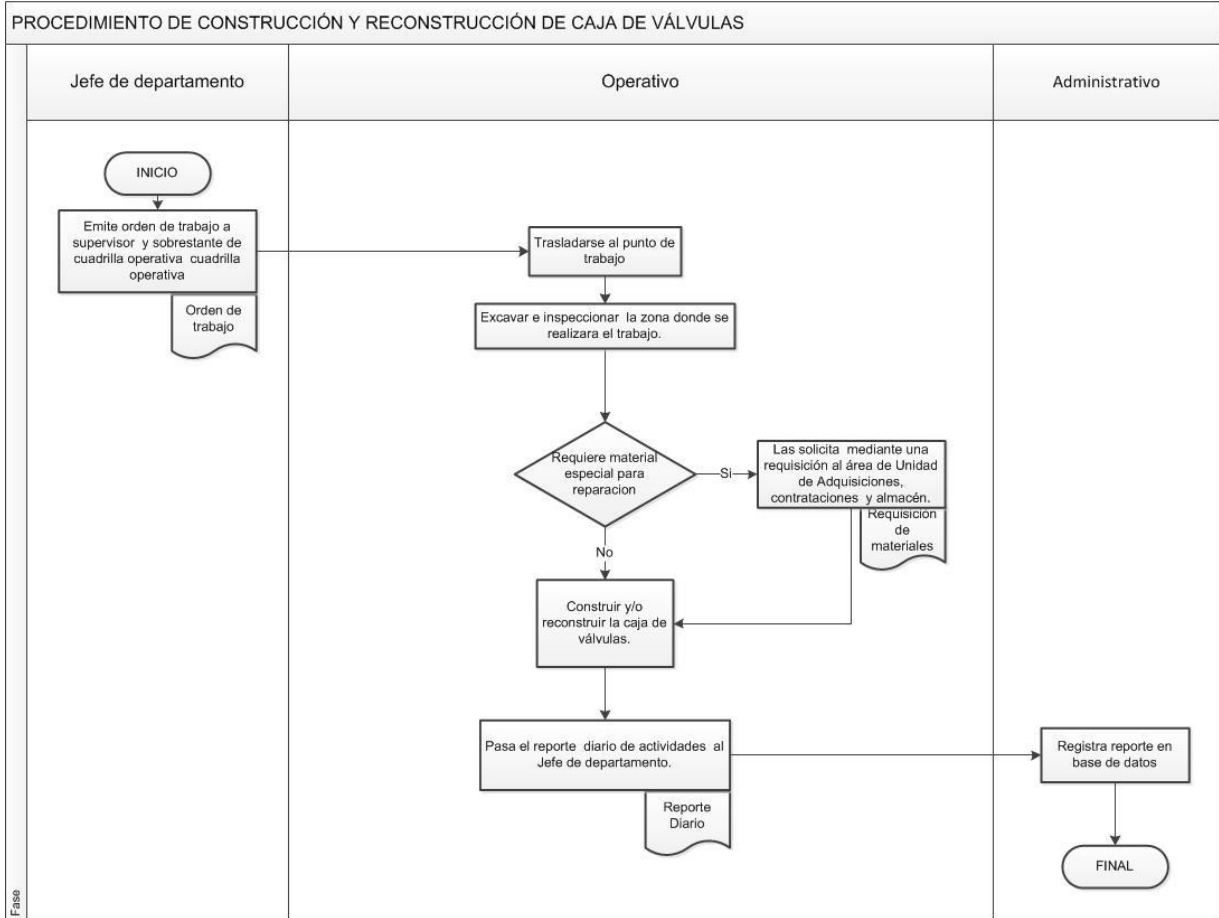 PROCEDIMIENTO DE CONSTRUCCIÓN Y RECONSTRUCCIÓN DE CAJA DE VÁLVULAS
Fase
Jefe de departamento
Operativo
Administrativo
INICIO
Emite orden de trabajo a
supervisor y sobrestante de
cuadrilla operativa cuadrilla
operativa
Orden de
trabajo
Trasladarse al punto de
trabajo
Excavar e inspeccionar la zona donde se
realizara el trabajo.
Requiere material
especial para
reparacion
Si
Las solicita mediante una
requisición al área de Unidad
de Adquisiciones,
contrataciones y almacén.
Requisición
de
materiales
No
Construir y/o
reconstruir la caja de
válvulas.
Pasa el reporte diario de actividades al
Jefe de departamento.
Reporte
Diario
Registra reporte en
base de datos
FINAL